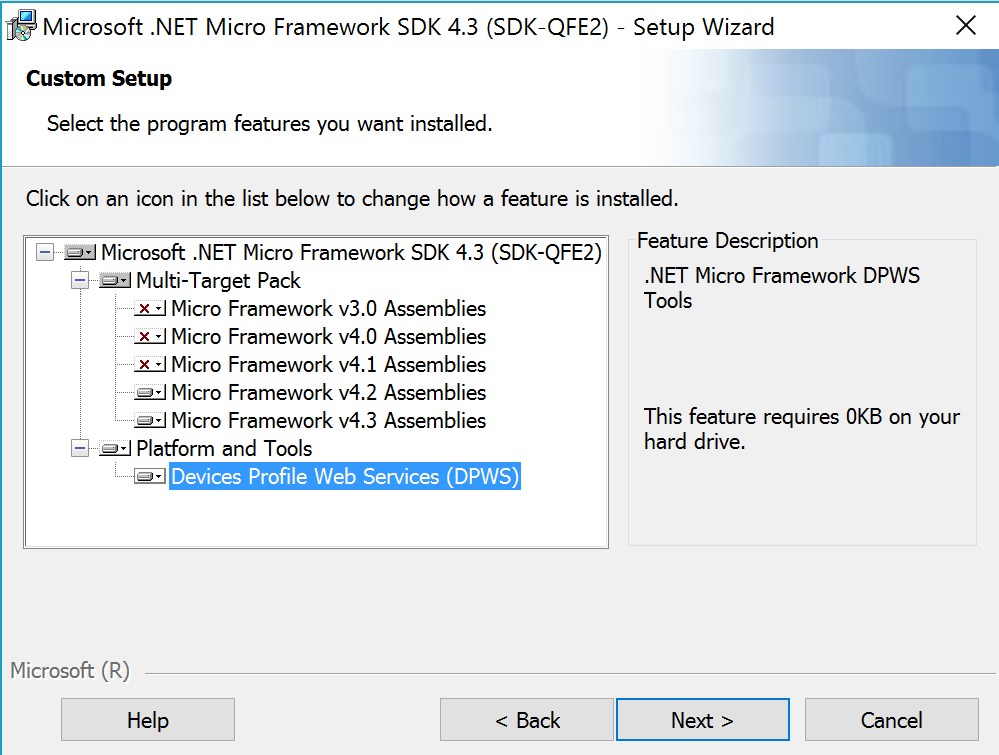 Microsoft .NET Micro Framework SDK 4.3 (SDK-QFE2) - Setup Wizard
Custom Setup
Select the program features you want installed.
Click on an icon in the list below to change how a feature is installed.
Microsoft .NET Micro Framework SDK 4.3 (SDK-QFE2)
Multi-Target Pack
Micro Framework v3.0 Assemblies
Micro Framework v4.0 Assemblies
Micro Framework v4.1 Assemblies
Micro Framework v4.2 Assemblies
Micro Framework v4.3 Assemblies
Platform and Tools
Devices Profile Web Services (DPWS)
Feature Description
.NET Micro Framework DPWS
Tools
This feature requires 0KB on your
hard drive.
Microsoft (R)
Help
< Back
Next >
Cancel